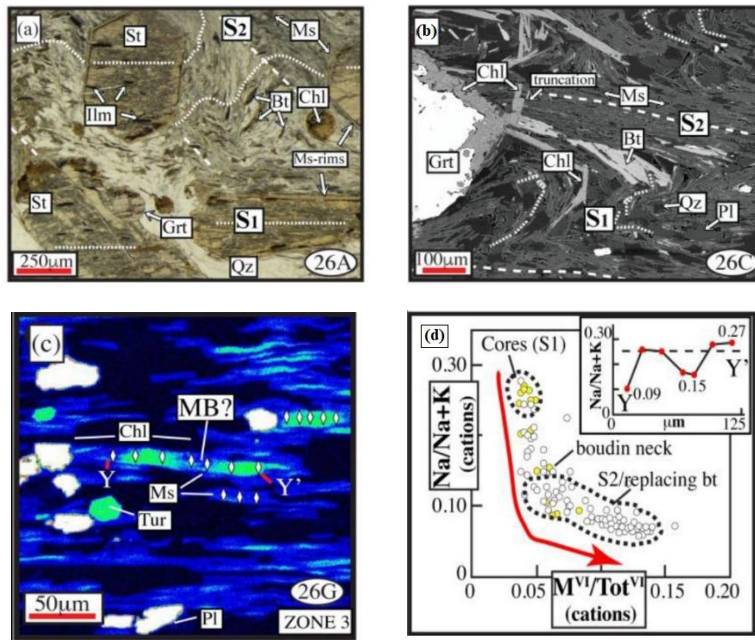 (a)
St
S2
Ms
Ilm
Bt
Chl
Ms-rims
St
Grt
S1
Qz
250µm
26A
(b)
Chl
truncation
Ms
S2
Grt
Bt
Chl
S1
Qz
Pl
100µm
26C
(c)
MB?
Chl
Y
Y'
Ms
Tur
26G
50µm
Pl
ZONE 3
(d)
Cores (S1)
0.30
0.27
0.30
0.15
Y'
Y
0.09
0.15
0
0
µm
125
Na/Na+K
Na/Na+K
(cations)
boudin neck
S2/replacing bt
0.10
0
0.05
0.15
0.20
M^VI/Tot^VI
(cations)